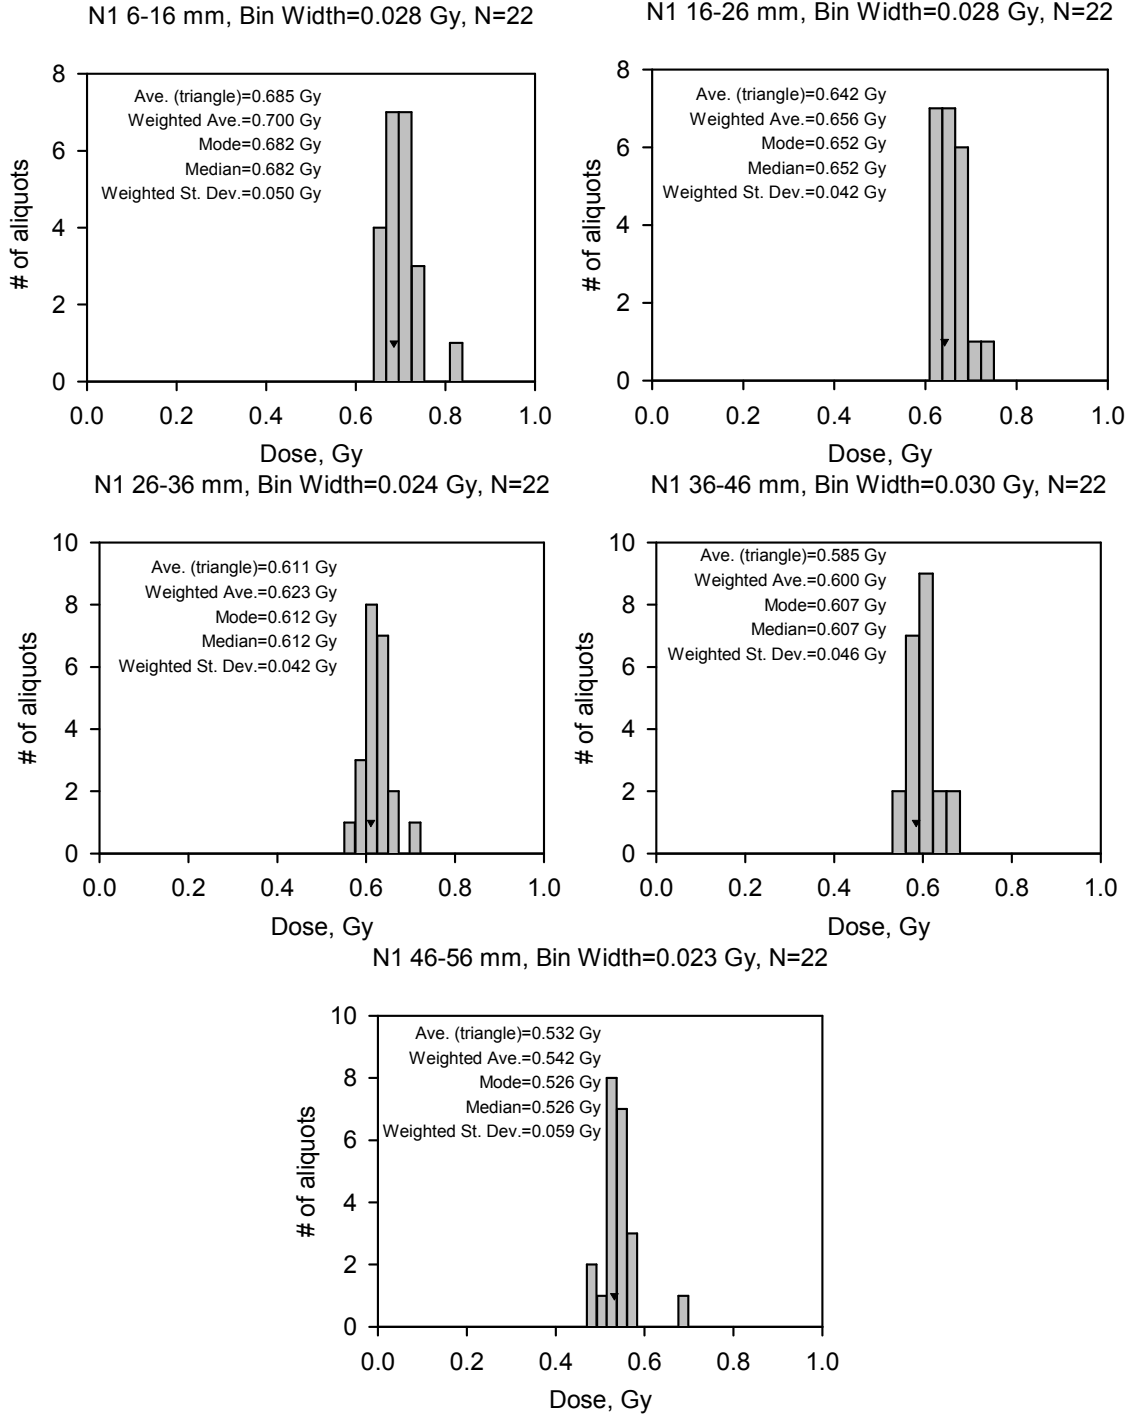 N1 6-16 mm, Bin Width=0.028 Gy, N=22
Ave. (triangle)=0.685 Gy
Weighted Ave.=0.700 Gy
Mode=0.682 Gy
Median=0.682 Gy
Weighted St. Dev.=0.050 Gy
# of aliquots
8
6
4
2
0
0.0 0.2 0.4 0.6 0.8 1.0
Dose, Gy
N1 16-26 mm, Bin Width=0.028 Gy, N=22
Ave. (triangle)=0.642 Gy
Weighted Ave.=0.656 Gy
Mode=0.652 Gy
Median=0.652 Gy
Weighted St. Dev.=0.042 Gy
# of aliquots
8
6
4
2
0
0.0 0.2 0.4 0.6 0.8 1.0
Dose, Gy
N1 26-36 mm, Bin Width=0.024 Gy, N=22
Ave. (triangle)=0.611 Gy
Weighted Ave.=0.623 Gy
Mode=0.612 Gy
Median=0.612 Gy
Weighted St. Dev.=0.042 Gy
# of aliquots
10
8
6
4
2
0
0.0 0.2 0.4 0.6 0.8 1.0
Dose, Gy
N1 36-46 mm, Bin Width=0.030 Gy, N=22
Ave. (triangle)=0.585 Gy
Weighted Ave.=0.600 Gy
Mode=0.607 Gy
Median=0.607 Gy
Weighted St. Dev.=0.046 Gy
# of aliquots
10
8
6
4
2
0
0.0 0.2 0.4 0.6 0.8 1.0
Dose, Gy
N1 46-56 mm, Bin Width=0.023 Gy, N=22
Ave. (triangle)=0.532 Gy
Weighted Ave.=0.542 Gy
Mode=0.526 Gy
Median=0.526 Gy
Weighted St. Dev.=0.059 Gy
# of aliquots
10
8
6
4
2
0
0.0 0.2 0.4 0.6 0.8 1.0
Dose, Gy